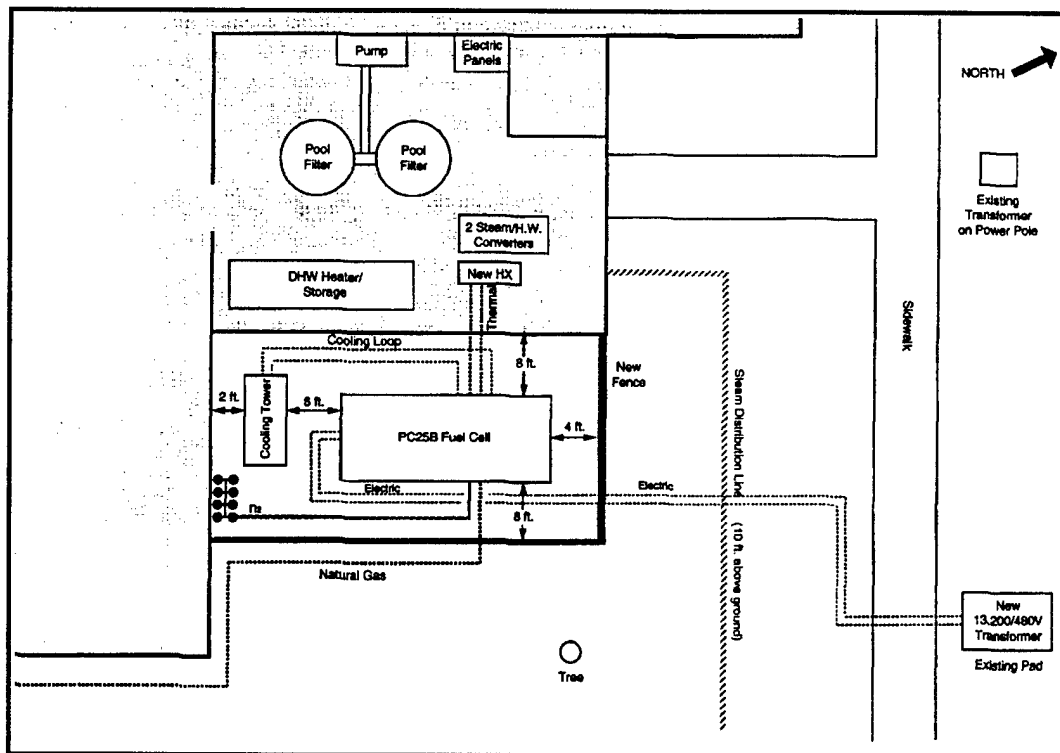 Pump
Electric
Panels
NORTH
Pool
Filter
Pool
Filter
Existing
Transformer
on Power Pole
2 Steam/H.W.
Converters
New HX
DHW Heater/
Storage
Thermal
Cooling Loop
8 ft.
New
Fence
Sidewalk
2 ft.
Cooling Tower
6 ft.
PC25B Fuel Cell
4 ft.
Steam Distribution Line
(10 ft. above ground)
Electric
Electric
n₂
8 ft.
Natural Gas
New
13,200/480V
Transformer
Existing Pad
Tree